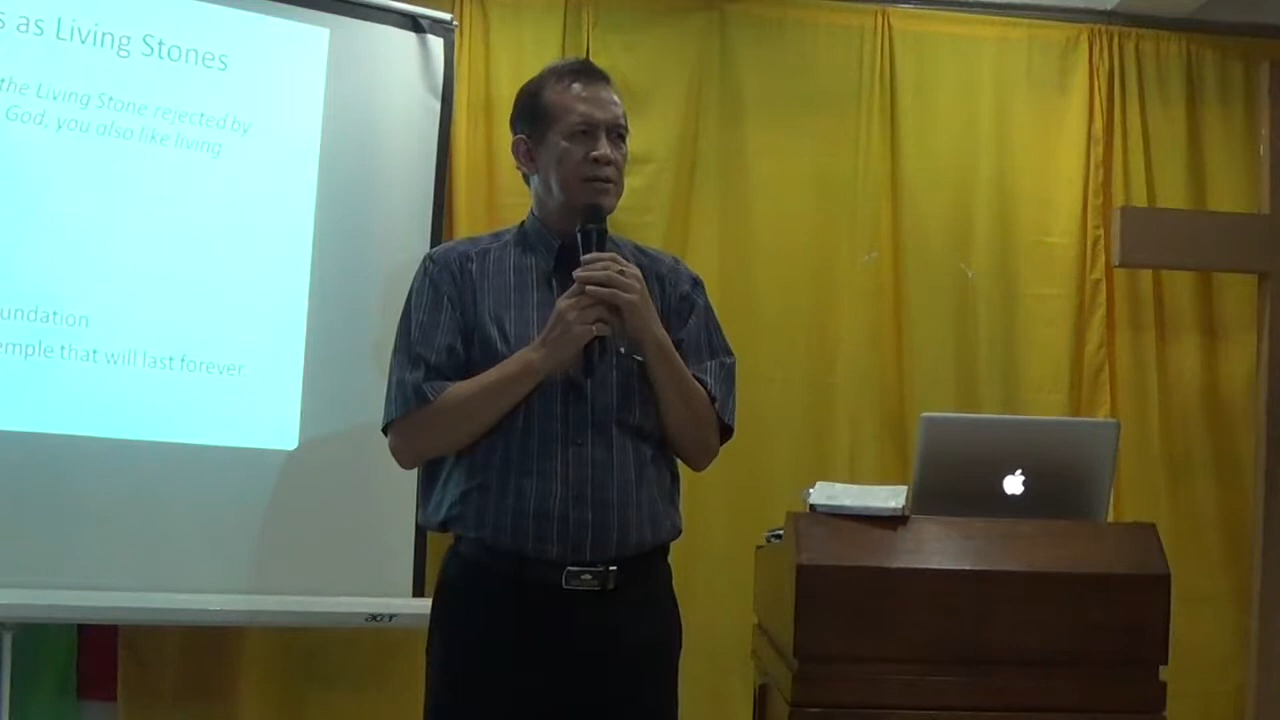 s as Living Stones
the Living Stone rejected by
God, you also like living
undation
emple that will last forever.
acer